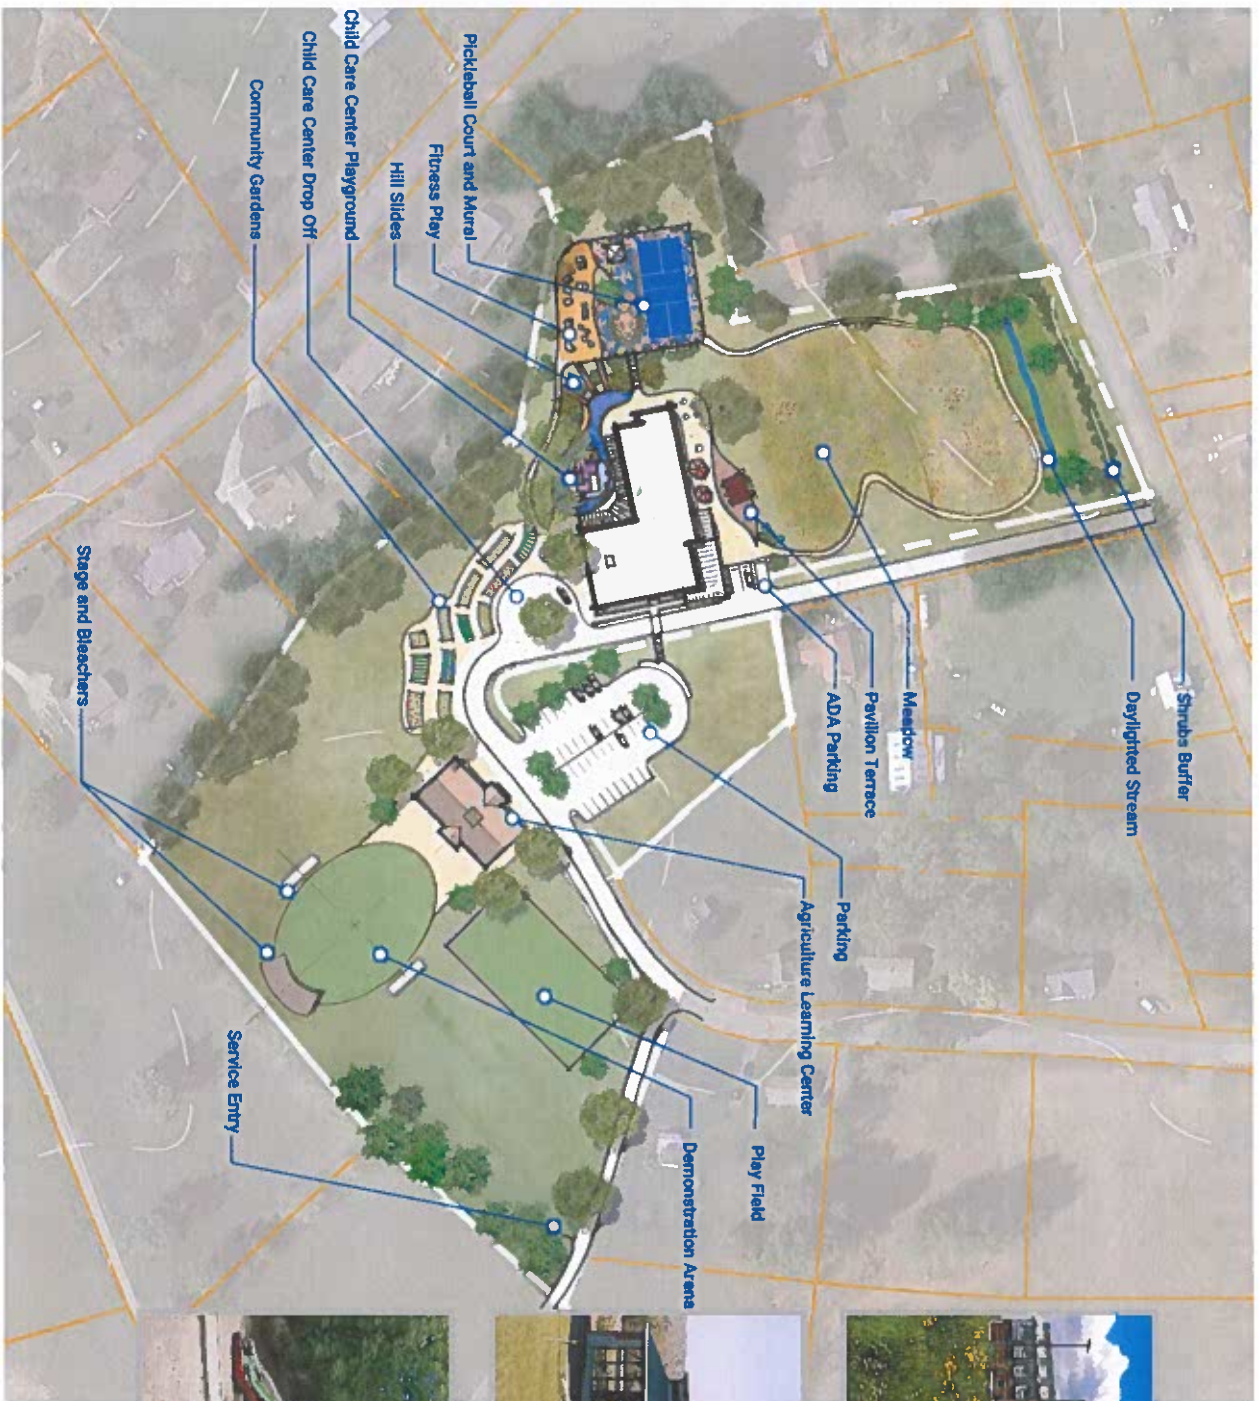 Shrubs Buffer
Daylighted Stream
Meadow
Pavilion Terrace
ADA Parking
Parking
Agriculture Learning Center
Play Field
Demonstration Arena
Pickleball Court and Mural
Fitness Play
Hill Slides
Child Care Center Playground
Child Care Center Drop Off
Community Gardens
Stage and Bleachers
Service Entry